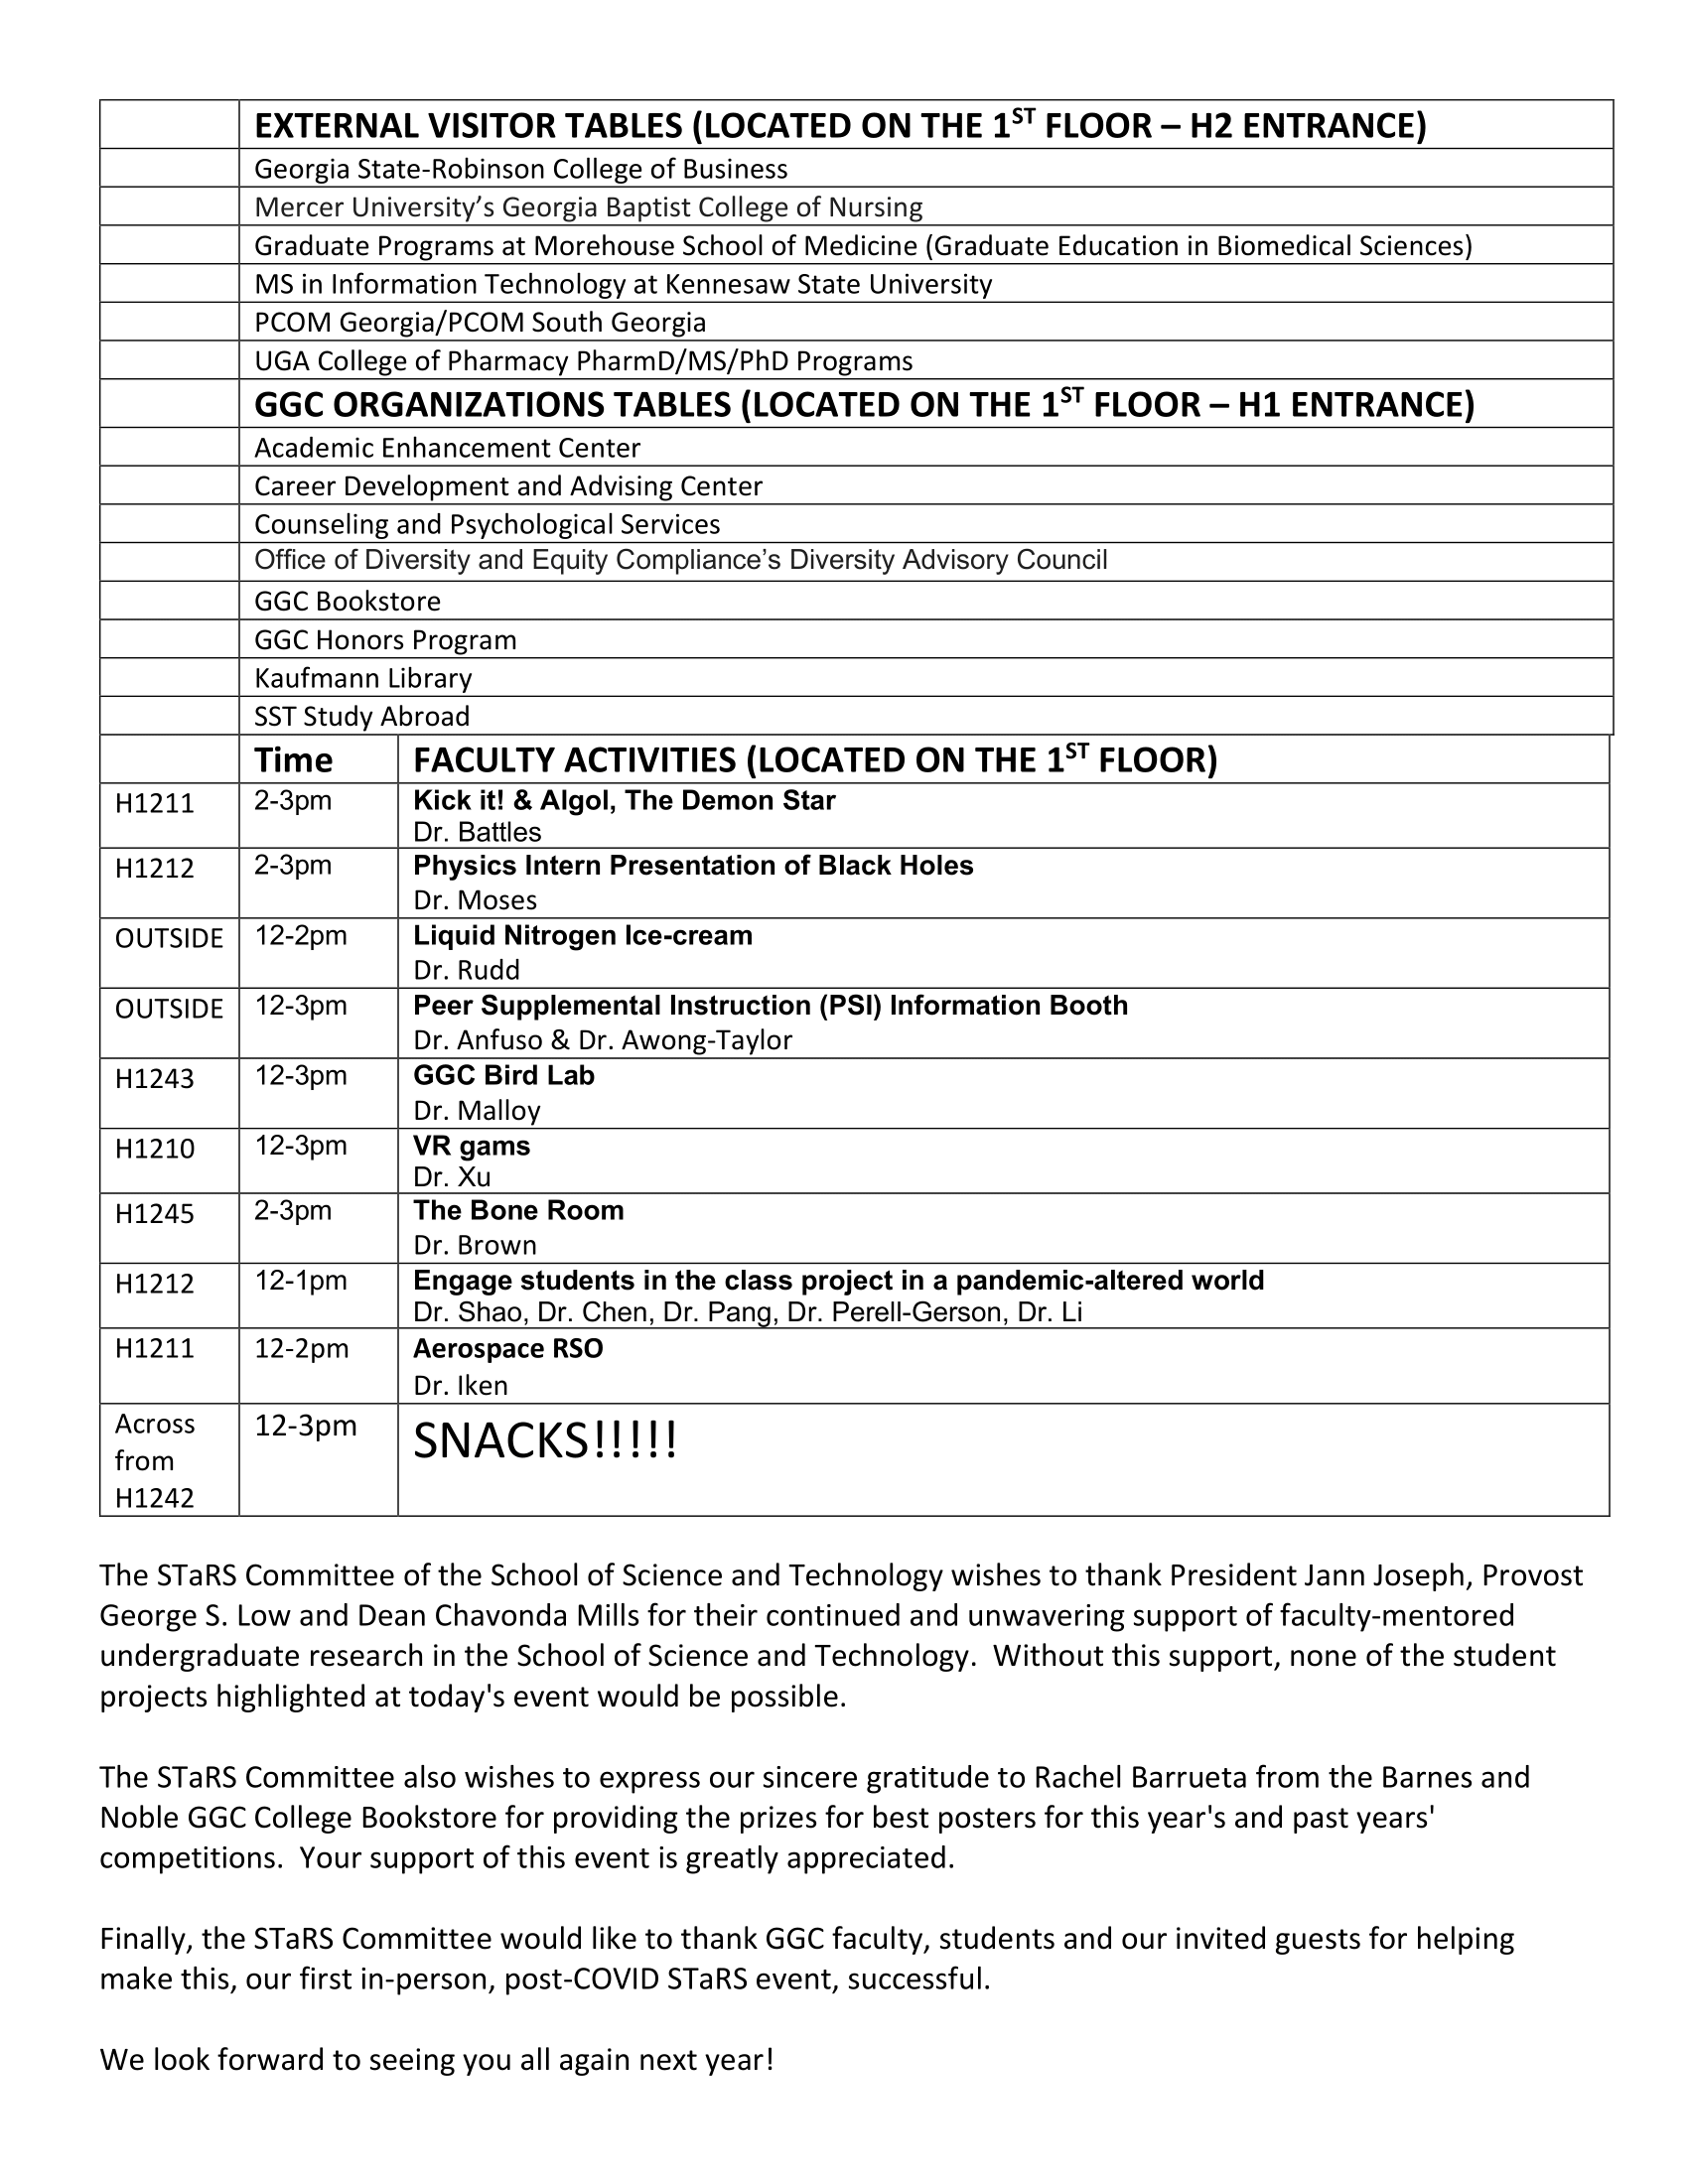 EXTERNAL VISITOR TABLES (LOCATED ON THE 1ST FLOOR – H2 ENTRANCE)
Georgia State-Robinson College of Business
Mercer University’s Georgia Baptist College of Nursing
Graduate Programs at Morehouse School of Medicine (Graduate Education in Biomedical Sciences)
MS in Information Technology at Kennesaw State University
PCOM Georgia/PCOM South Georgia
UGA College of Pharmacy PharmD/MS/PhD Programs
GGC ORGANIZATIONS TABLES (LOCATED ON THE 1ST FLOOR – H1 ENTRANCE)
Academic Enhancement Center
Career Development and Advising Center
Counseling and Psychological Services
Office of Diversity and Equity Compliance’s Diversity Advisory Council
GGC Bookstore
GGC Honors Program
Kaufmann Library
SST Study Abroad
Time FACULTY ACTIVITIES (LOCATED ON THE 1ST FLOOR)
H1211 2-3pm Kick it! & Algol, The Demon Star
Dr. Battles
H1212 2-3pm Physics Intern Presentation of Black Holes
Dr. Moses
OUTSIDE 12-2pm Liquid Nitrogen Ice-cream
Dr. Rudd
OUTSIDE 12-3pm Peer Supplemental Instruction (PSI) Information Booth
Dr. Anfuso & Dr. Awong-Taylor
H1243 12-3pm GGC Bird Lab
Dr. Malloy
H1210 12-3pm VR gams
Dr. Xu
H1245 2-3pm The Bone Room
Dr. Brown
H1212 12-1pm Engage students in the class project in a pandemic-altered world
Dr. Shao, Dr. Chen, Dr. Pang, Dr. Perell-Gerson, Dr. Li
H1211 12-2pm Aerospace RSO
Dr. Iken
Across 12-3pm SNACKS!!!!!
from
H1242
The STaRS Committee of the School of Science and Technology wishes to thank President Jann Joseph, Provost
George S. Low and Dean Chavonda Mills for their continued and unwavering support of faculty-mentored
undergraduate research in the School of Science and Technology.  Without this support, none of the student
projects highlighted at today's event would be possible.
The STaRS Committee also wishes to express our sincere gratitude to Rachel Barrueta from the Barnes and
Noble GGC College Bookstore for providing the prizes for best posters for this year's and past years'
competitions.  Your support of this event is greatly appreciated.
Finally, the STaRS Committee would like to thank GGC faculty, students and our invited guests for helping
make this, our first in-person, post-COVID STaRS event, successful.
We look forward to seeing you all again next year!